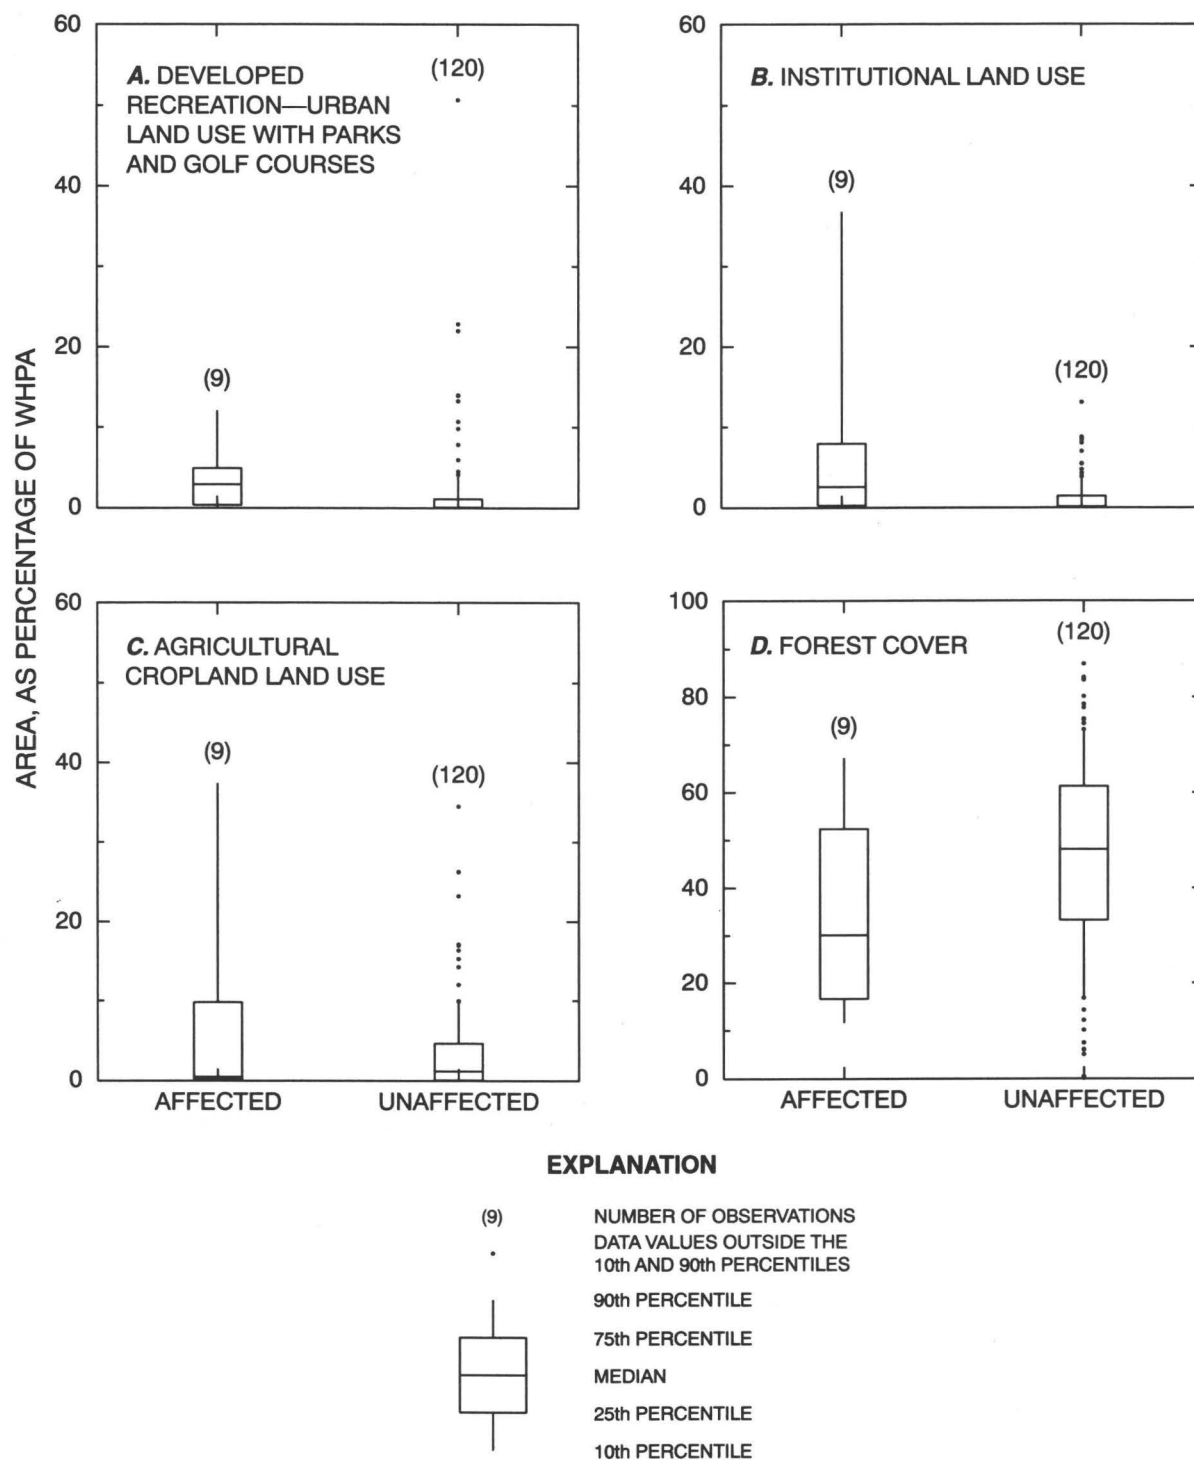 AREA, AS PERCENTAGE OF WHPA
60
40
20
0
A. DEVELOPED
RECREATION—URBAN
LAND USE WITH PARKS
AND GOLF COURSES
(9)
(120)
60
40
20
0
B. INSTITUTIONAL LAND USE
(9)
(120)
60
40
20
0
C. AGRICULTURAL
CROPLAND LAND USE
(9)
(120)
AFFECTED
UNAFFECTED
100
80
60
40
20
0
D. FOREST COVER
(9)
(120)
AFFECTED
UNAFFECTED
EXPLANATION
(9)
NUMBER OF OBSERVATIONS
DATA VALUES OUTSIDE THE
10th AND 90th PERCENTILES
90th PERCENTILE
75th PERCENTILE
MEDIAN
25th PERCENTILE
10th PERCENTILE